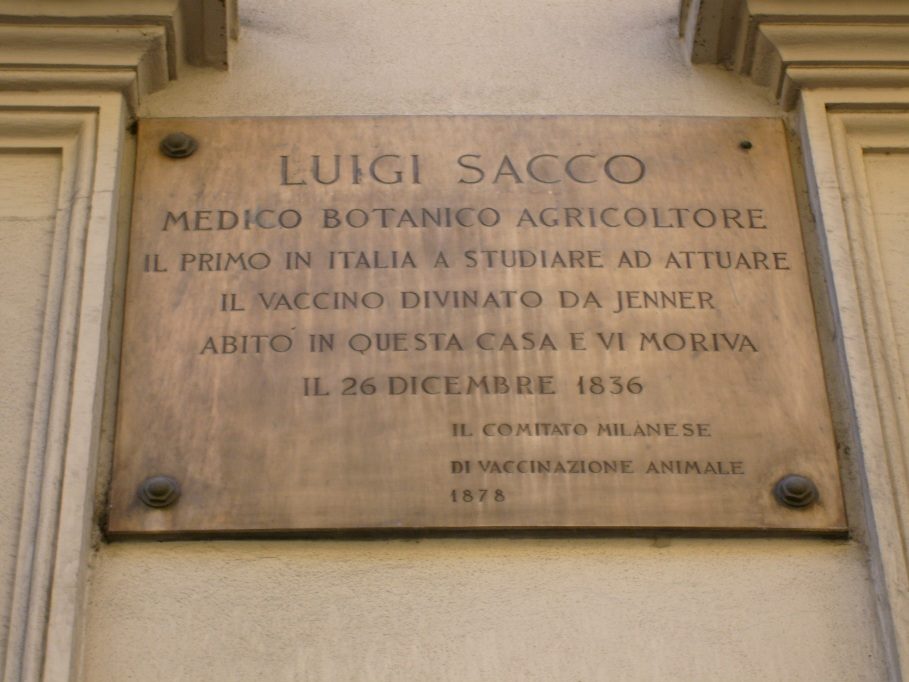 LUIGI SACCO
MEDICO BOTANICO AGRICOLTORE
IL PRIMO IN ITALIA A STUDIARE AD ATTUARE
IL VACCINO DIVINATO DA JENNER
ABITÒ IN QUESTA CASA E VI MORIVA
IL 26 DICEMBRE 1836
IL COMITATO MILANESE
DI VACCINAZIONE ANIMALE
1878